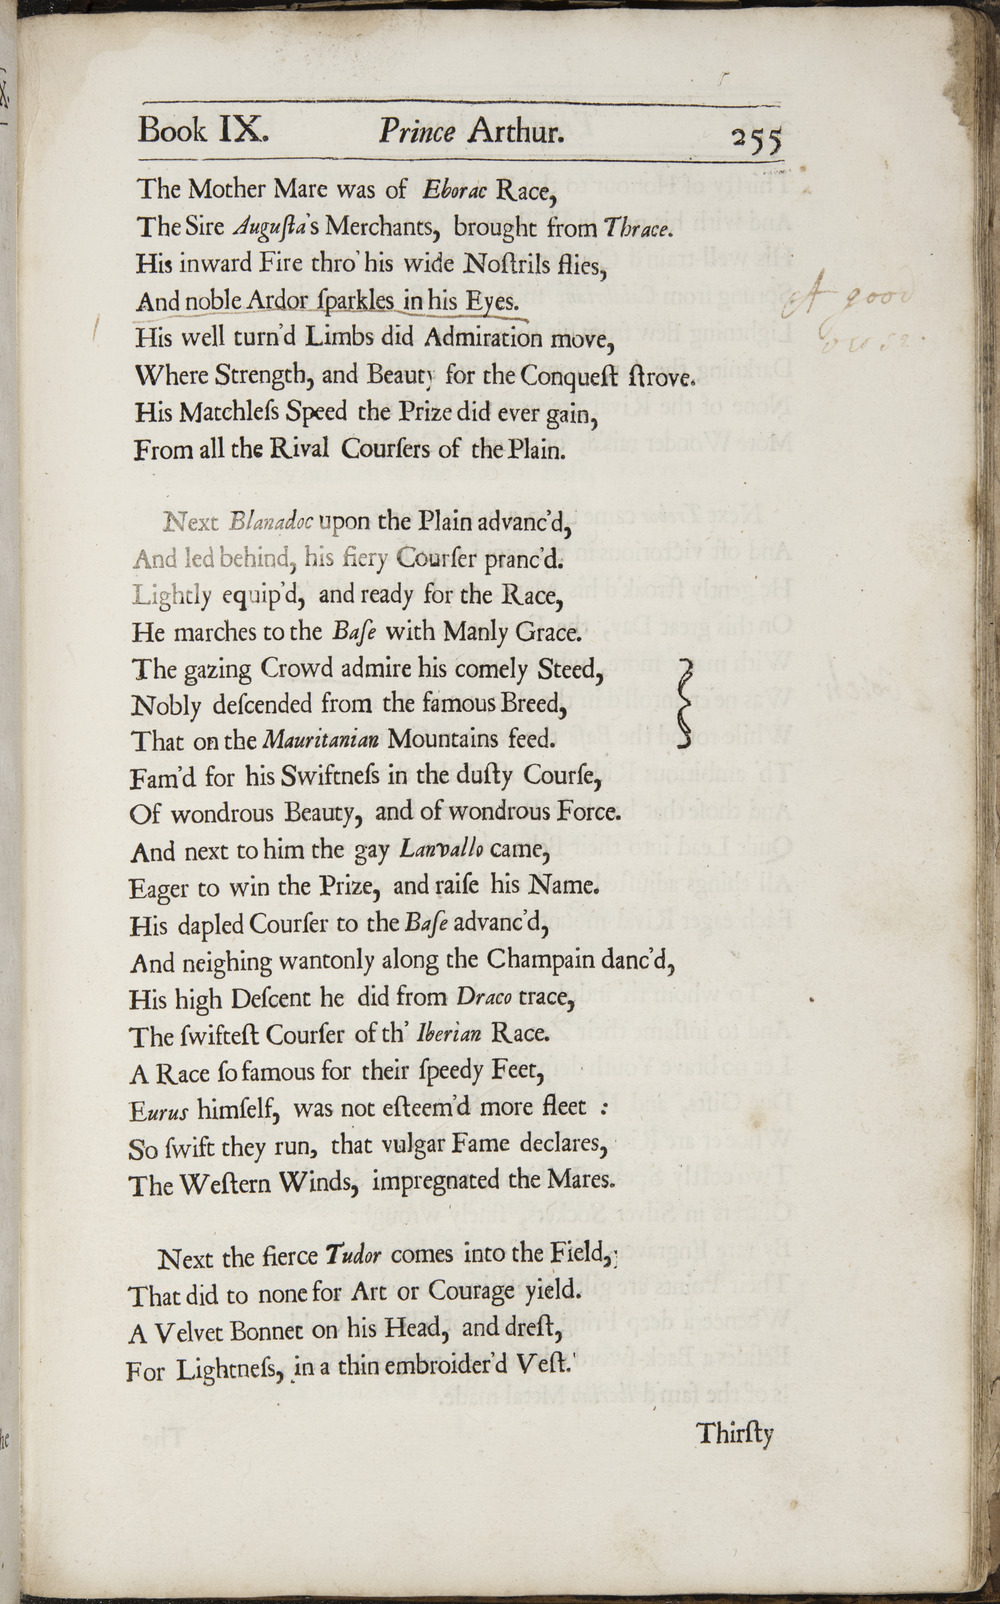 Book IX. Prince Arthur. 255
The Mother Mare was of Eborac Race,
The Sire Auguſta's Merchants, brought from Thrace.
His inward Fire thro' his wide Noſtrils flies,
And noble Ardor ſparkles in his Eyes.
A good
His well turn'd Limbs did Admiration move,
Where Strength, and Beauty for the Conqueſt ſtrove.
His Matchleſs Speed the Prize did ever gain,
From all the Rival Courſers of the Plain.
Next Blanadoc upon the Plain advanc'd,
And led behind, his fiery Courſer pranc'd.
Lightly equip'd, and ready for the Race,
He marches to the Baſe with Manly Grace.
The gazing Crowd admire his comely Steed,
Nobly deſcended from the famous Breed,
That on the Mauritanian Mountains feed.
Fam'd for his Swiftneſs in the duſty Courſe,
Of wondrous Beauty, and of wondrous Force.
And next to him the gay Lanvallo came,
Eager to win the Prize, and raiſe his Name.
His dapled Courſer to the Baſe advanc'd,
And neighing wantonly along the Champain danc'd,
His high Deſcent he did from Draco trace,
The ſwifteſt Courſer of th' Iberian Race.
A Race ſo famous for their ſpeedy Feet,
Eurus himſelf, was not eſteem'd more fleet :
So ſwift they run, that vulgar Fame declares,
The Weſtern Winds, impregnated the Mares.
Next the fierce Tudor comes into the Field,
That did to none for Art or Courage yield.
A Velvet Bonnet on his Head, and dreſt,
For Lightneſs, in a thin embroider'd Veſt.
Thirſty